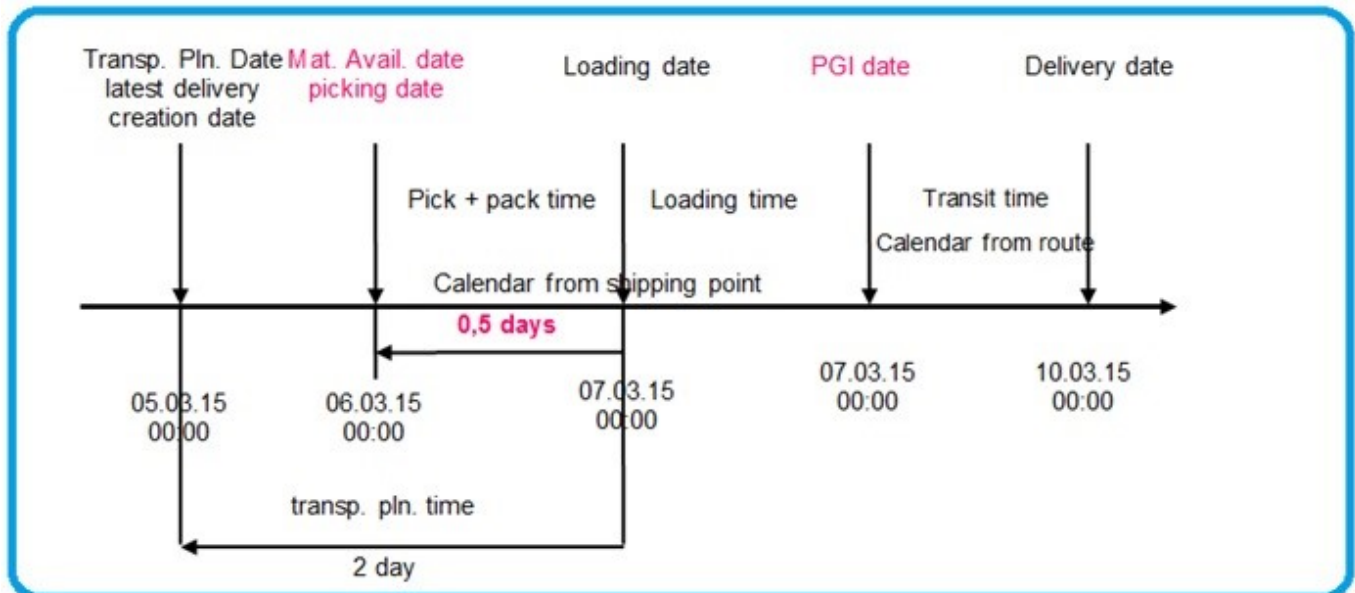 Transp. Pln. Date
latest delivery
creation date
Mat. Avail. date
picking date
Loading date
PGI date
Delivery date
Pick + pack time
Loading time
Transit time
Calendar from route
Calendar from shipping point
0,5 days
05.03.15
00:00
06.03.15
00:00
07.03.15
00:00
07.03.15
00:00
10.03.15
00:00
transp. pln. time
2 day